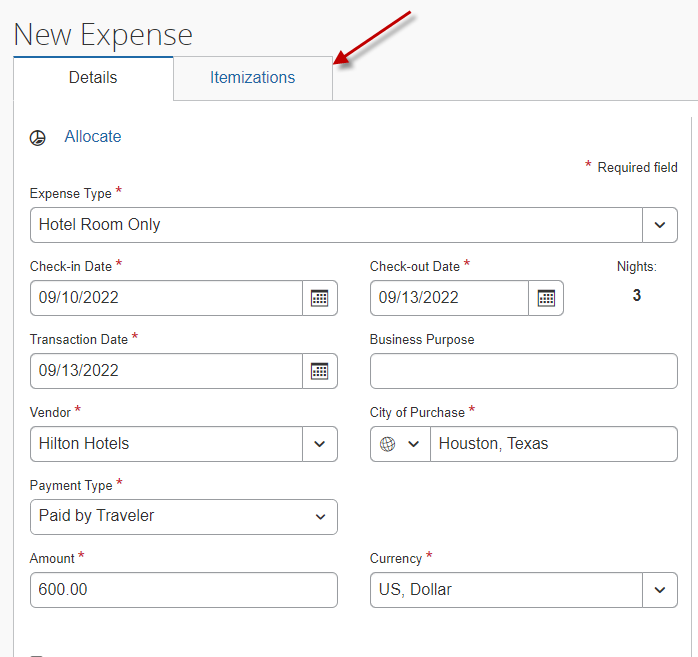 New Expense
Details Itemizations
Allocate
* Required field
Expense Type *
Hotel Room Only
Check-in Date * Check-out Date * Nights:
09/10/2022 09/13/2022 3
Transaction Date * Business Purpose
09/13/2022
Vendor * City of Purchase *
Hilton Hotels Houston, Texas
Payment Type *
Paid by Traveler
Amount * Currency *
600.00 US, Dollar